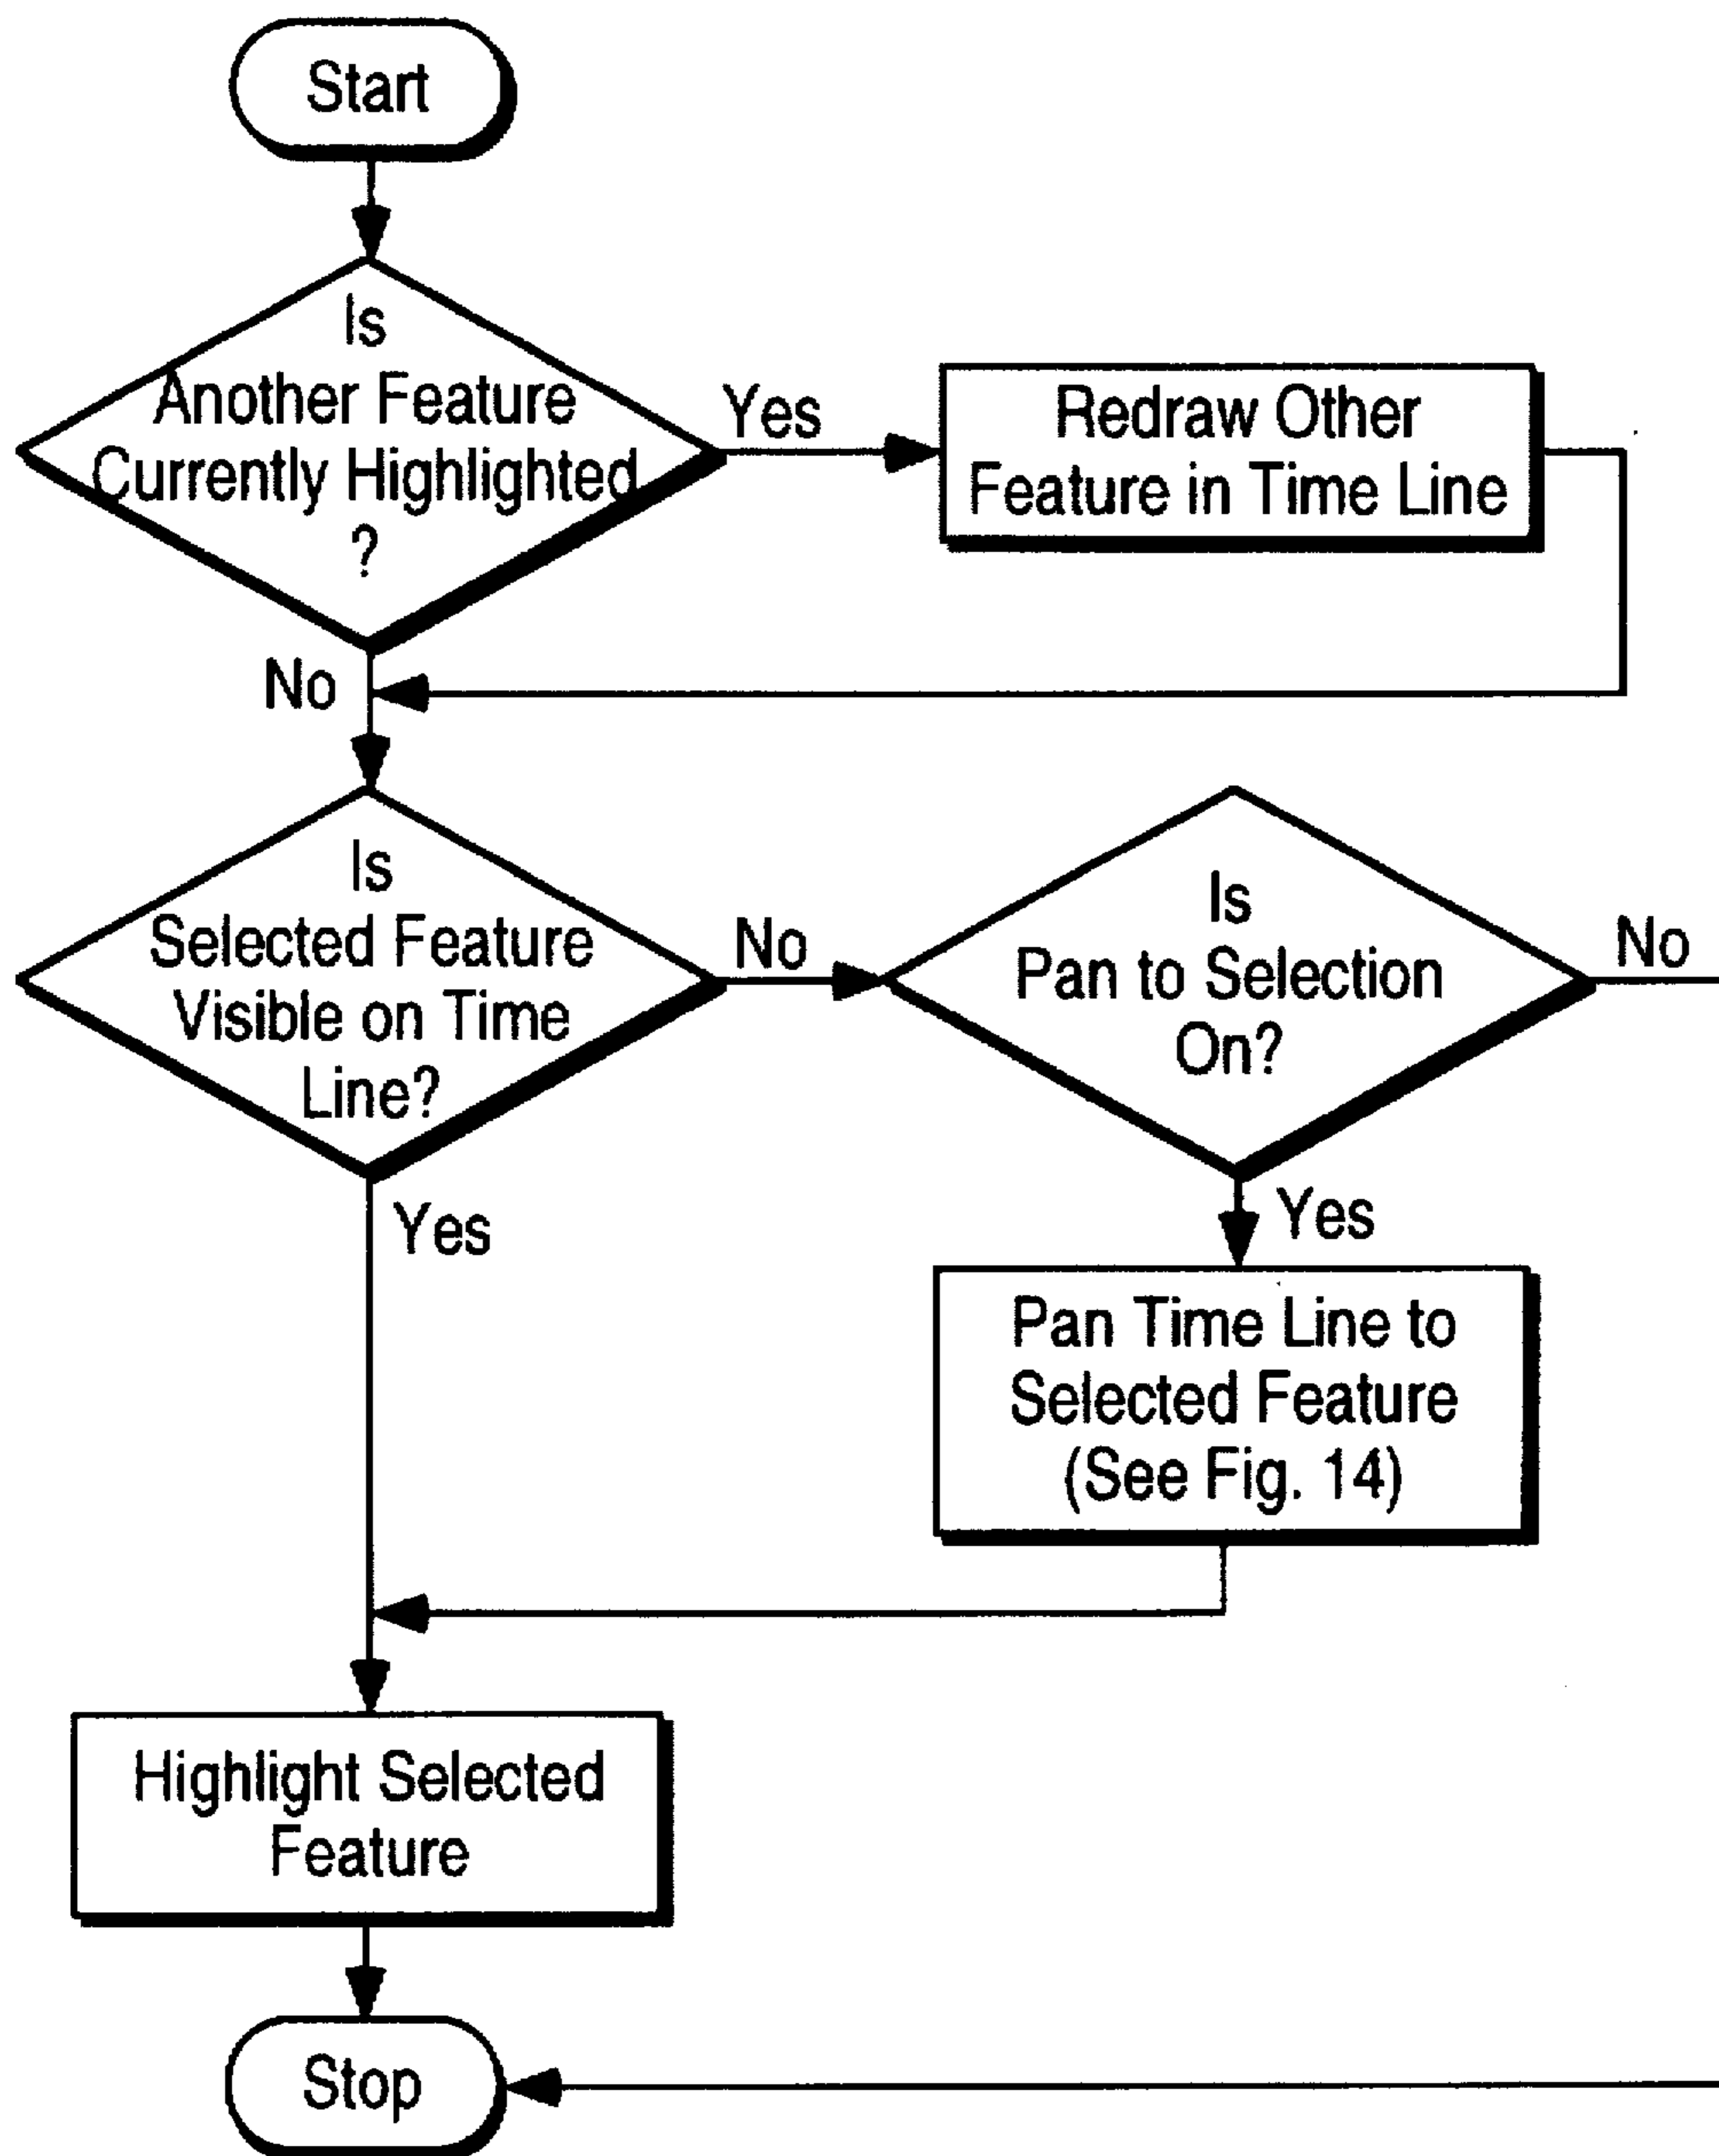 Start
Is
Another Feature
Currently Highlighted
?
Yes
Redraw Other
Feature in Time Line
No
Is
Selected Feature
Visible on Time
Line?
No
Is
Pan to Selection
On?
No
Yes
Yes
Pan Time Line to
Selected Feature
(See Fig. 14)
Highlight Selected
Feature
Stop